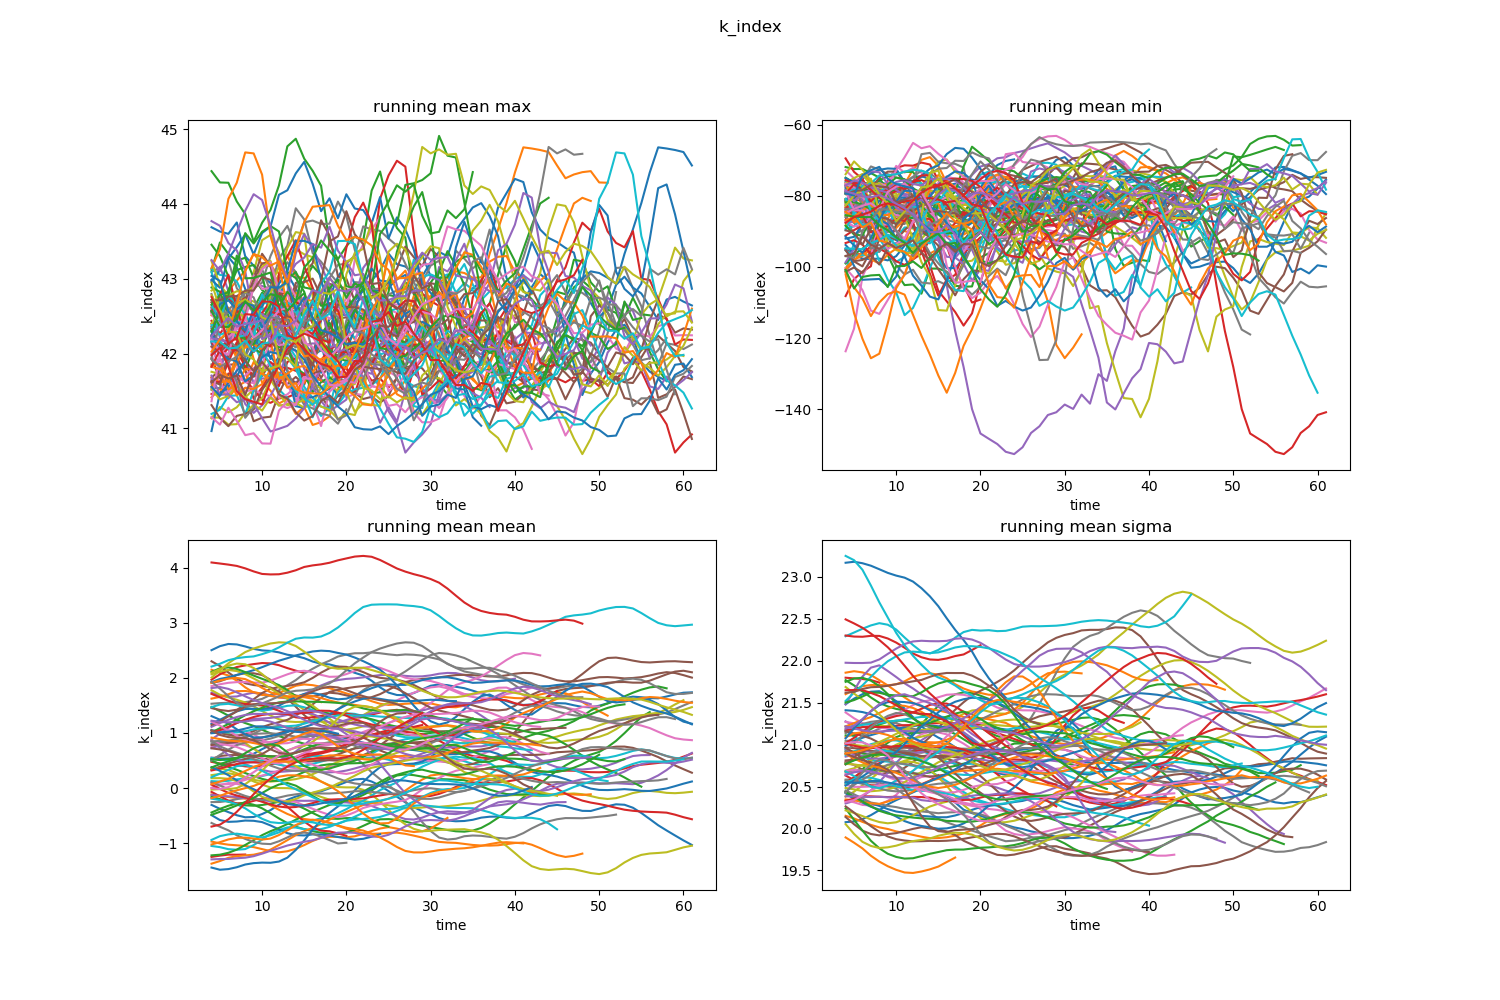 k_index
running mean max
k_index
45
44
43
42
41
10 20 30 40 50 60
time
running mean min
k_index
−60
−80
−100
−120
−140
10 20 30 40 50 60
time
running mean mean
k_index
4
3
2
1
0
−1
10 20 30 40 50 60
time
running mean sigma
k_index
23.0
22.5
22.0
21.5
21.0
20.5
20.0
19.5
10 20 30 40 50 60
time